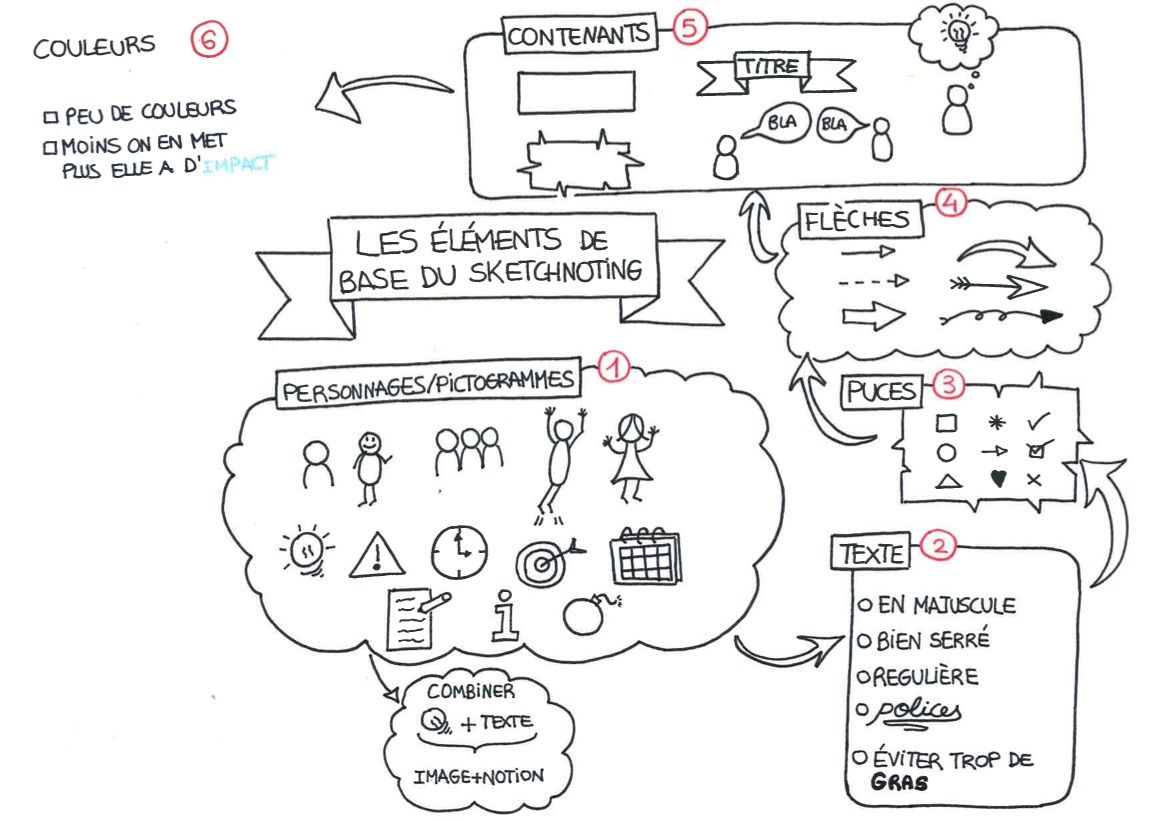 LES ÉLÉMENTS DE
BASE DU SKETCHNOTING
PERSONNAGES/PICTOGRAMMES 1
COMBINER
+ TEXTE
IMAGE+NOTION
TEXTE 2
EN MAJUSCULE
BIEN SERRÉ
REGULIÈRE
polices
ÉVITER TROP DE
GRAS
PUCES 3
FLÈCHES 4
CONTENANTS 5
TITRE
BLA
BLA
COULEURS 6
PEU DE COULEURS
MOINS ON EN MET
PLUS ELLE A D'IMPACT